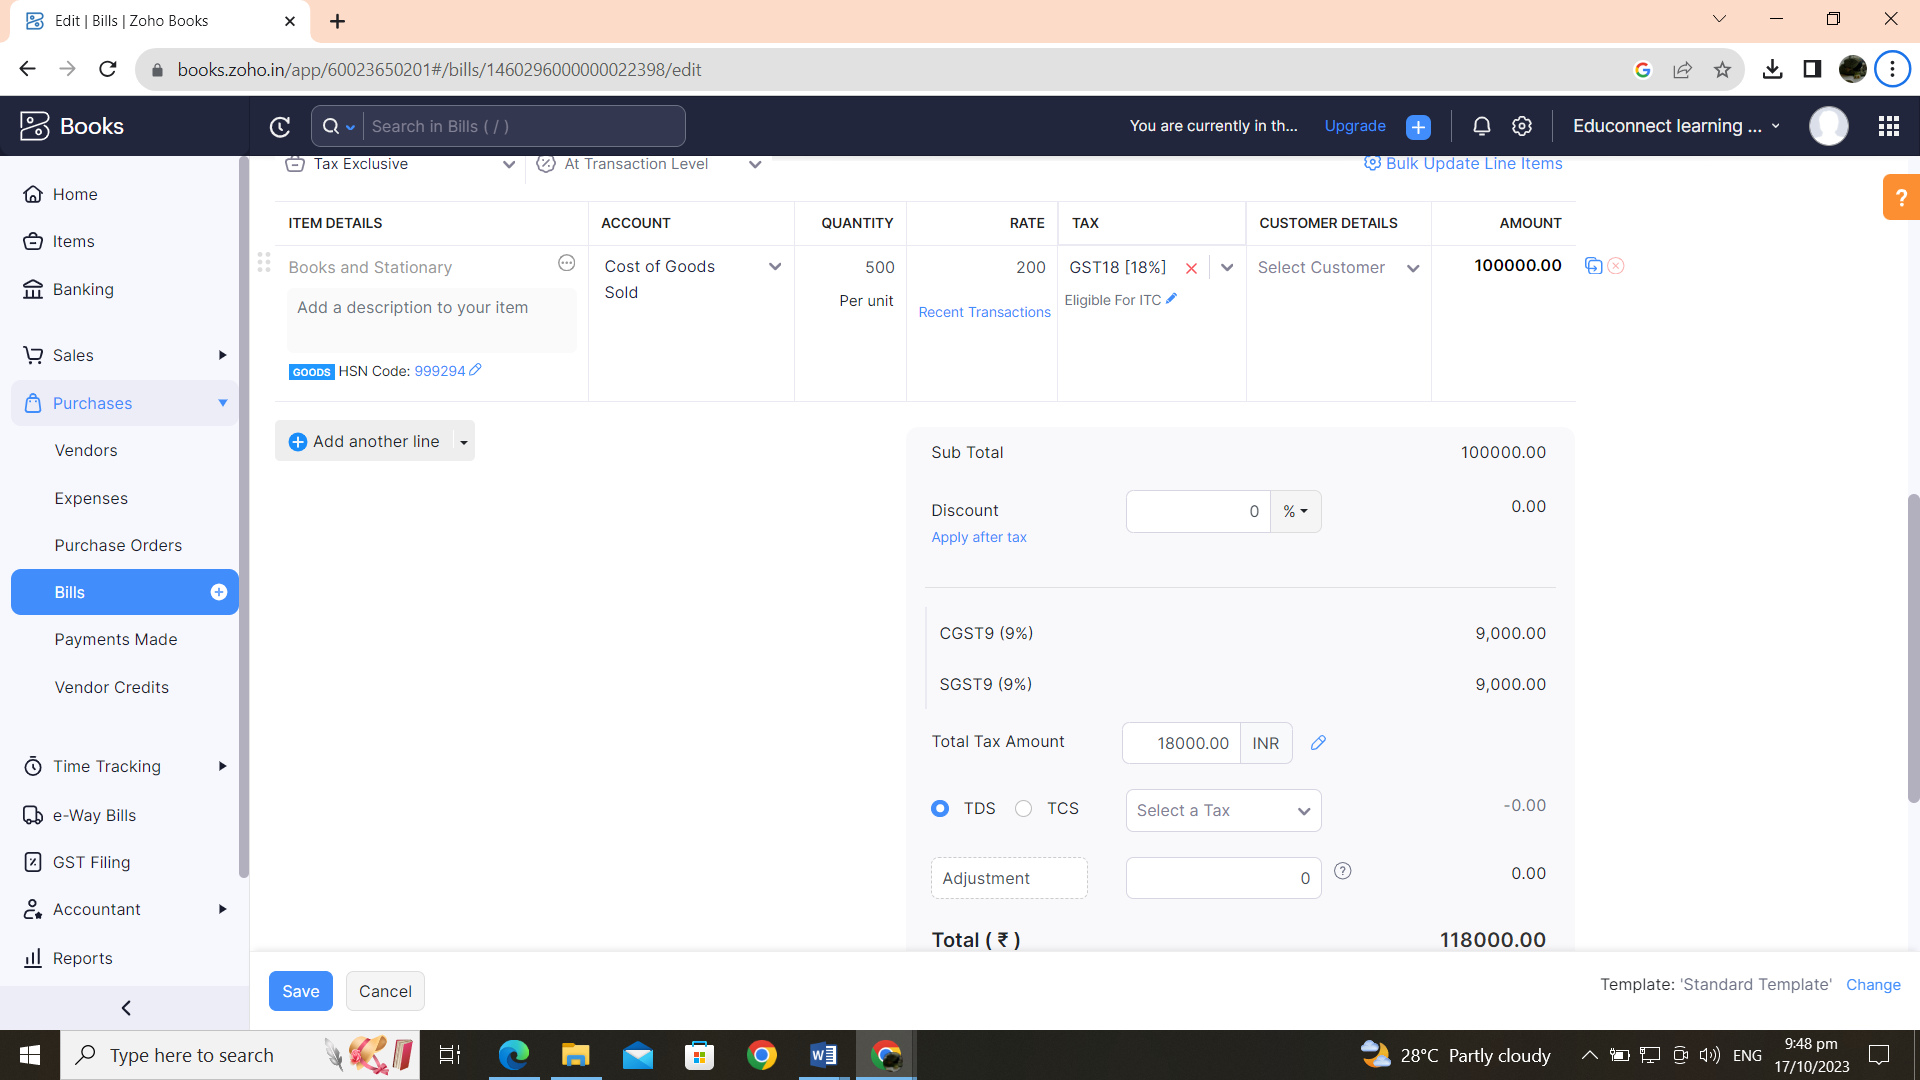 Edit | Bills | Zoho Books
books.zoho.in/app/60023650201#/bills/1460296000000022398/edit
Books
Search in Bills ( / )
You are currently in th...
Upgrade
Educonnect learning ...
Tax Exclusive
At Transaction Level
Bulk Update Line Items
Home
Items
Banking
Sales
Purchases
Vendors
Expenses
Purchase Orders
Bills
Payments Made
Vendor Credits
Time Tracking
e-Way Bills
GST Filing
Accountant
Reports
ITEM DETAILS ACCOUNT QUANTITY RATE TAX CUSTOMER DETAILS AMOUNT
Books and Stationary
Add a description to your item
GOODS HSN Code: 999294
Cost of Goods
Sold
500
Per unit
200
Recent Transactions
GST18 [18%]
Eligible For ITC
Select Customer
100000.00
?
Add another line
Sub Total 100000.00
Discount 0 % 0.00
Apply after tax
CGST9 (9%) 9,000.00
SGST9 (9%) 9,000.00
Total Tax Amount 18000.00 INR
TDS TCS Select a Tax -0.00
Adjustment 0 ? 0.00
Total ( ₹ ) 118000.00
Save Cancel
Template: 'Standard Template' Change
Type here to search
28°C Partly cloudy
ENG
9:48 pm
17/10/2023